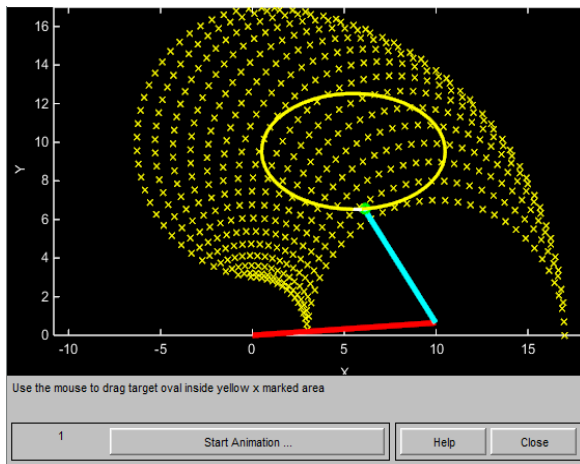 16
14
12
10
8
6
4
2
0
Y
-10 -5 0 5 10 15
X
Use the mouse to drag target oval inside yellow x marked area
1 Start Animation ... Help Close